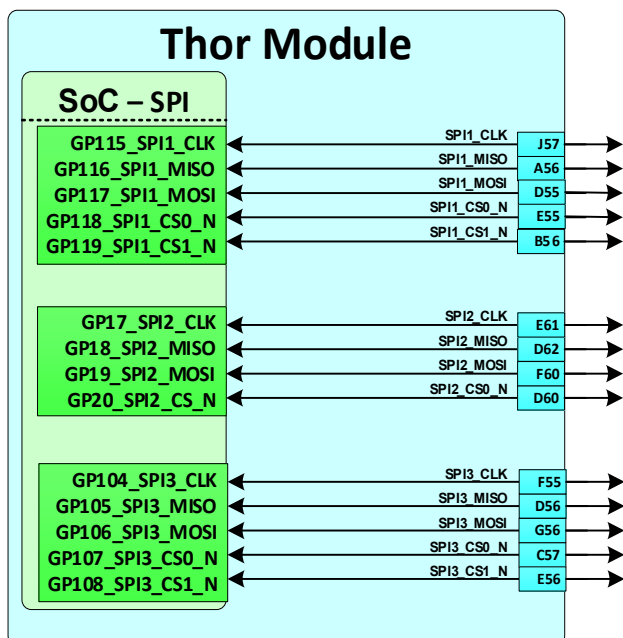 Thor Module
SoC – SPI
GP115_SPI1_CLK SPI1_CLK J57
GP116_SPI1_MISO SPI1_MISO A56
GP117_SPI1_MOSI SPI1_MOSI D55
GP118_SPI1_CS0_N SPI1_CS0_N E55
GP119_SPI1_CS1_N SPI1_CS1_N B56
GP17_SPI2_CLK SPI2_CLK E61
GP18_SPI2_MISO SPI2_MISO D62
GP19_SPI2_MOSI SPI2_MOSI F60
GP20_SPI2_CS_N SPI2_CS0_N D60
GP104_SPI3_CLK SPI3_CLK F55
GP105_SPI3_MISO SPI3_MISO D56
GP106_SPI3_MOSI SPI3_MOSI G56
GP107_SPI3_CS0_N SPI3_CS0_N C57
GP108_SPI3_CS1_N SPI3_CS1_N E56